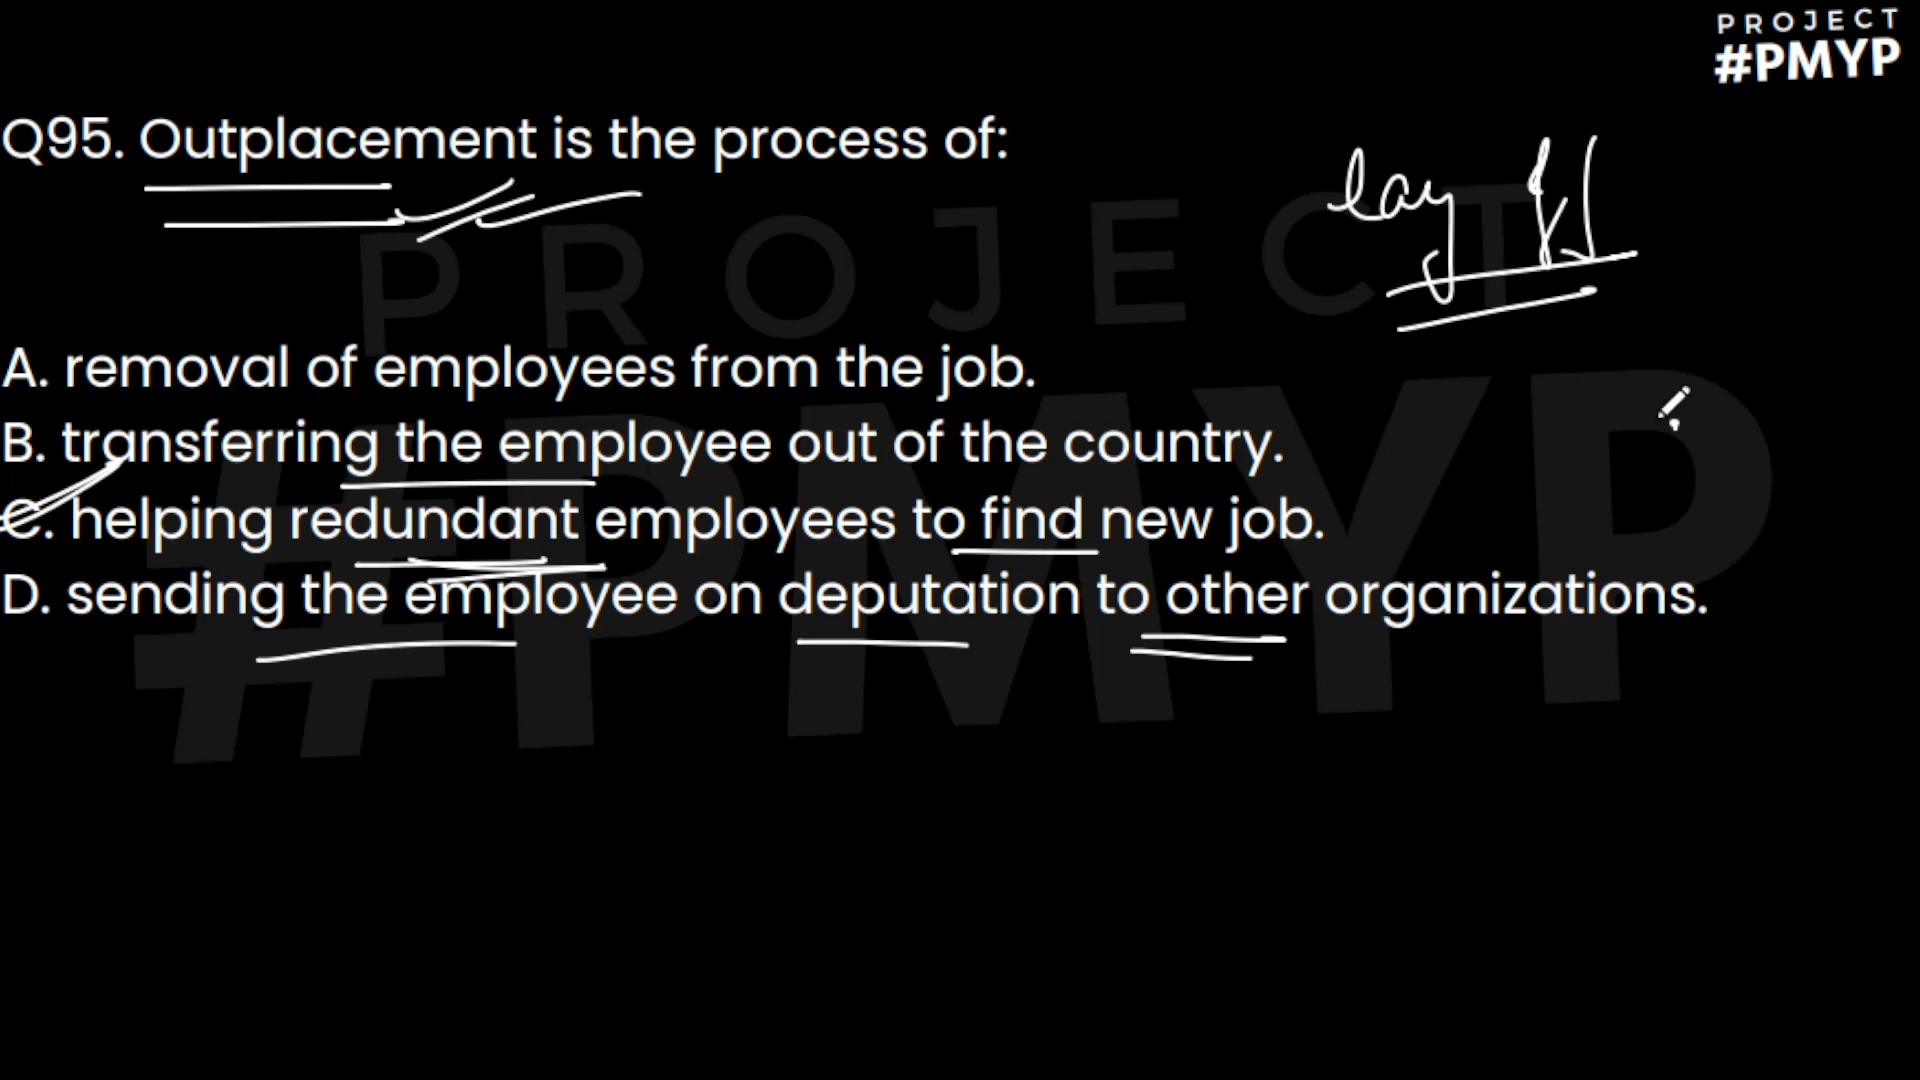 PROJECT
#PMYP
Q95. Outplacement is the process of:
lay off
PROJECT
#PMYP
A. removal of employees from the job.
B. transferring the employee out of the country.
C. helping redundant employees to find new job.
D. sending the employee on deputation to other organizations.